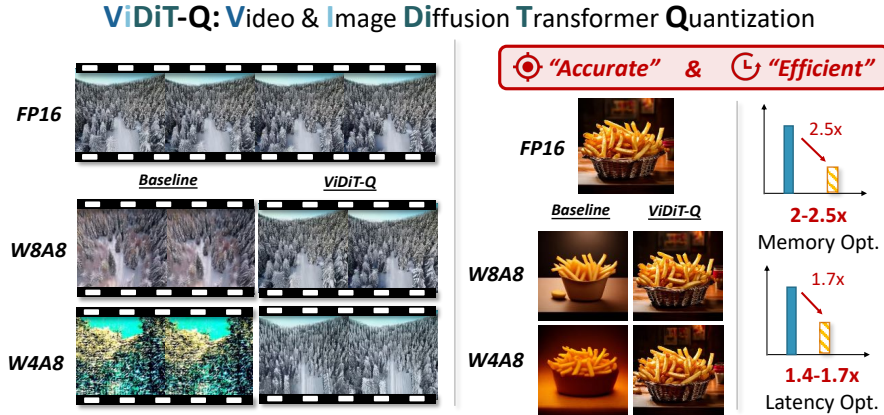 ViDiT-Q: Video & Image Diffusion Transformer Quantization
FP16
Baseline
ViDiT-Q
W8A8
W4A8
"Accurate" & "Efficient"
FP16
Baseline
ViDiT-Q
W8A8
W4A8
2.5x
2-2.5x
Memory Opt.
1.7x
1.4-1.7x
Latency Opt.